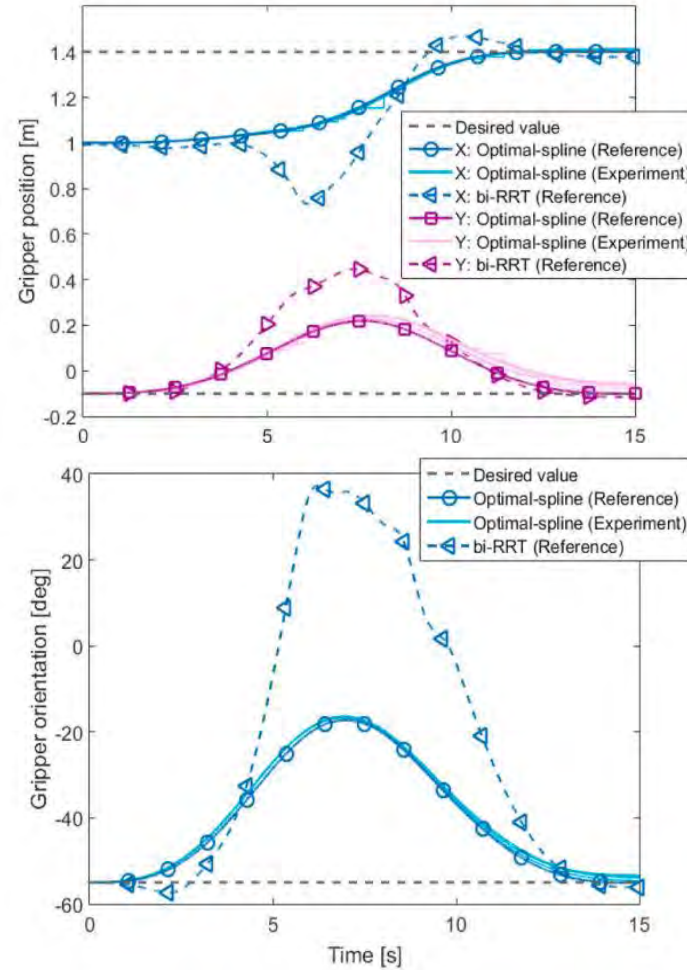 1.4
1.2
1
0.8
0.6
0.4
0.2
0
-0.2
Gripper position [m]
Desired value
X: Optimal-spline (Reference)
X: Optimal-spline (Experiment)
X: bi-RRT (Reference)
Y: Optimal-spline (Reference)
Y: Optimal-spline (Experiment)
Y: bi-RRT (Reference)
0 5 10 15
40
20
0
-20
-40
-60
Gripper orientation [deg]
Desired value
Optimal-spline (Reference)
Optimal-spline (Experiment)
bi-RRT (Reference)
0 5 10 15
Time [s]